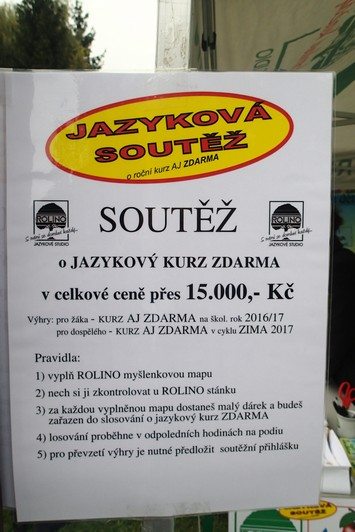 JAZYKOVÁ
SOUTĚŽ
o roční kurz AJ ZDARMA
ROLINO
JAZYKOVÉ STUDIO
SOUTĚŽ
ROLINO
JAZYKOVÉ STUDIO
o JAZYKOVÝ KURZ ZDARMA
v celkové ceně přes 15.000,- Kč
Výhry: pro žáka - KURZ AJ ZDARMA na škol. rok 2016/17
pro dospělého - KURZ AJ ZDARMA v cyklu ZIMA 2017
Pravidla:
1) vyplň ROLINO myšlenkovou mapu
2) nech si ji zkontrolovat u ROLINO stánku
3) za každou vyplněnou mapu dostaneš malý dárek a budeš
zařazen do slosování o jazykový kurz ZDARMA
4) losování proběhne v odpoledních hodinách na podiu
5) pro převzetí výhry je nutné předložit soutěžní přihlášku